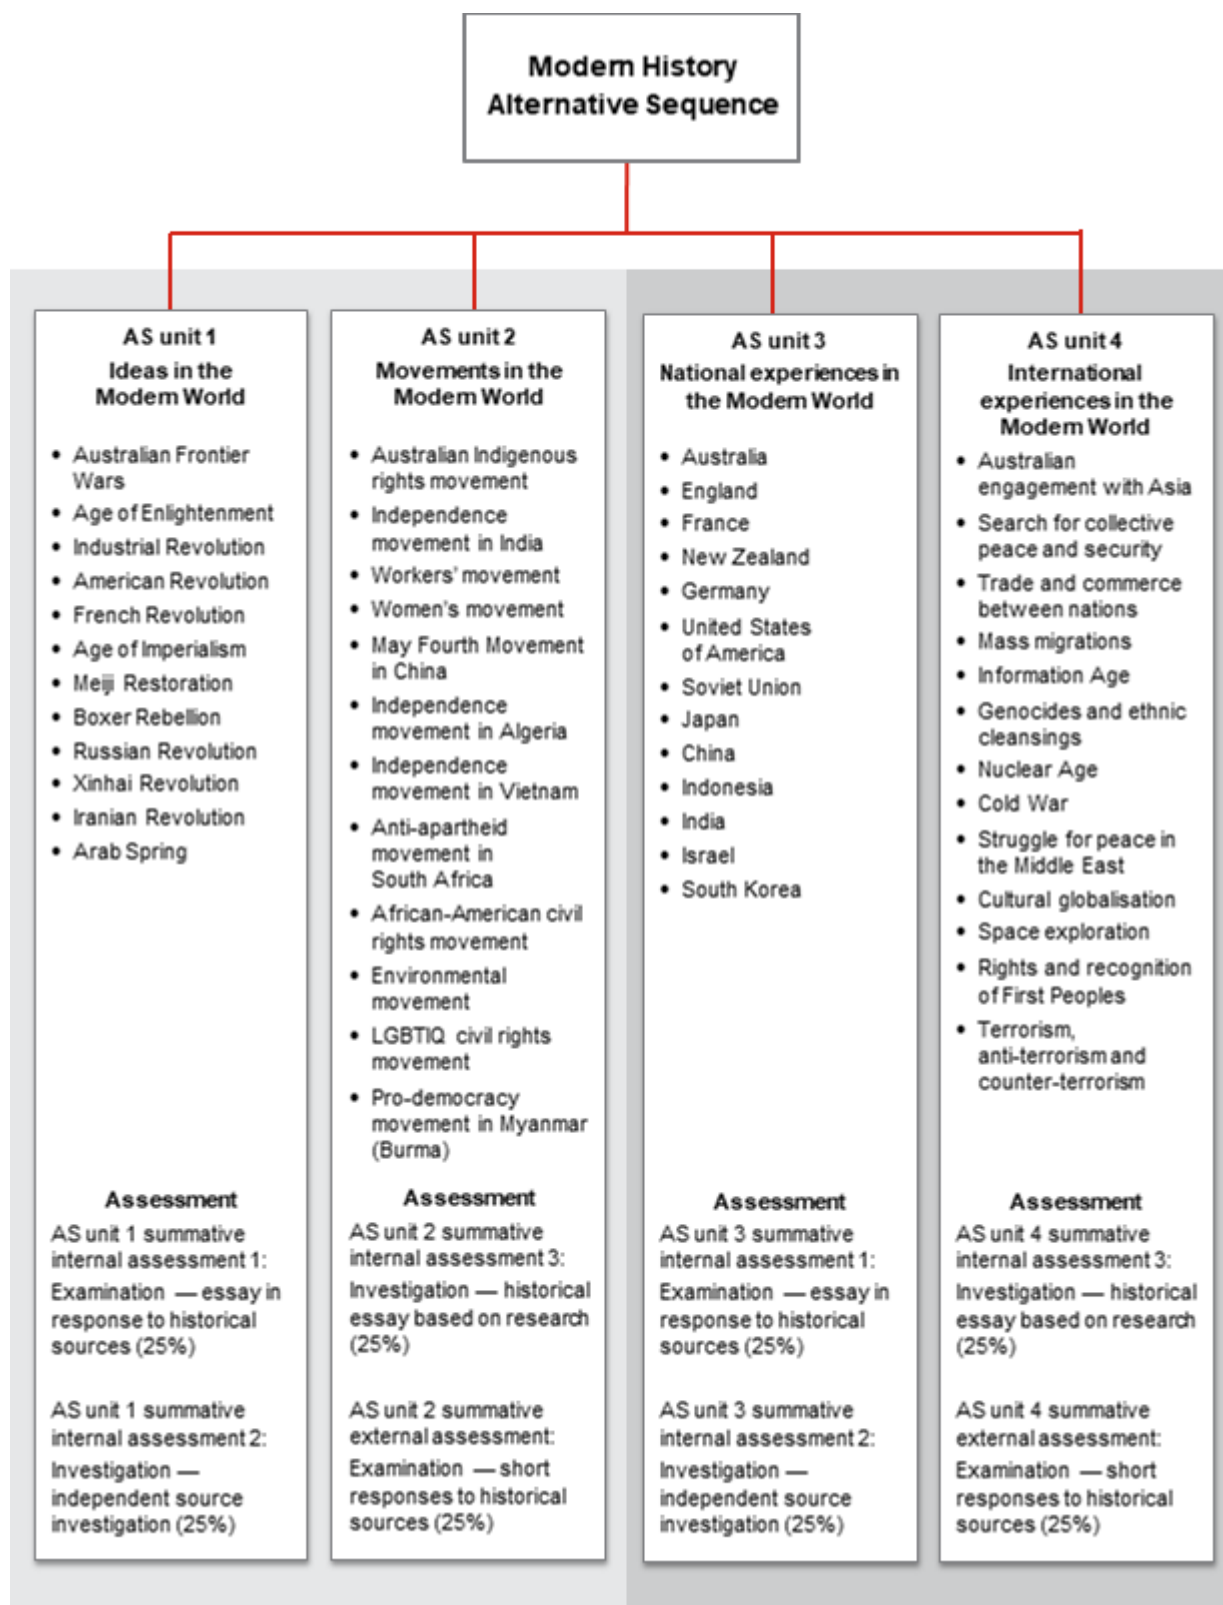 Modern History
Alternative Sequence
AS unit 1
Ideas in the
Modern World
• Australian Frontier
Wars
• Age of Enlightenment
• Industrial Revolution
• American Revolution
• French Revolution
• Age of Imperialism
• Meiji Restoration
• Boxer Rebellion
• Russian Revolution
• Xinhai Revolution
• Iranian Revolution
• Arab Spring
Assessment
AS unit 1 summative
internal assessment 1:
Examination — essay in
response to historical
sources (25%)
AS unit 1 summative
internal assessment 2:
Investigation —
independent source
investigation (25%)
AS unit 2
Movements in the
Modern World
• Australian Indigenous
rights movement
• Independence
movement in India
• Workers' movement
• Women's movement
• May Fourth Movement
in China
• Independence
movement in Algeria
• Independence
movement in Vietnam
• Anti-apartheid
movement in
South Africa
• African-American civil
rights movement
• Environmental
movement
• LGBTIQ civil rights
movement
• Pro-democracy
movement in Myanmar
(Burma)
Assessment
AS unit 2 summative
internal assessment 3:
Investigation — historical
essay based on research
(25%)
AS unit 2 summative
external assessment:
Examination — short
responses to historical
sources (25%)
AS unit 3
National experiences in
the Modern World
• Australia
• England
• France
• New Zealand
• Germany
• United States
of America
• Soviet Union
• Japan
• China
• Indonesia
• India
• Israel
• South Korea
Assessment
AS unit 3 summative
internal assessment 1:
Examination — essay in
response to historical
sources (25%)
AS unit 3 summative
internal assessment 2:
Investigation —
independent source
investigation (25%)
AS unit 4
International
experiences in the
Modern World
• Australian
engagement with Asia
• Search for collective
peace and security
• Trade and commerce
between nations
• Mass migrations
• Information Age
• Genocides and ethnic
cleansings
• Nuclear Age
• Cold War
• Struggle for peace in
the Middle East
• Cultural globalisation
• Space exploration
• Rights and recognition
of First Peoples
• Terrorism,
anti-terrorism and
counter-terrorism
Assessment
AS unit 4 summative
internal assessment 3:
Investigation — historical
essay based on research
(25%)
AS unit 4 summative
external assessment:
Examination — short
responses to historical
sources (25%)